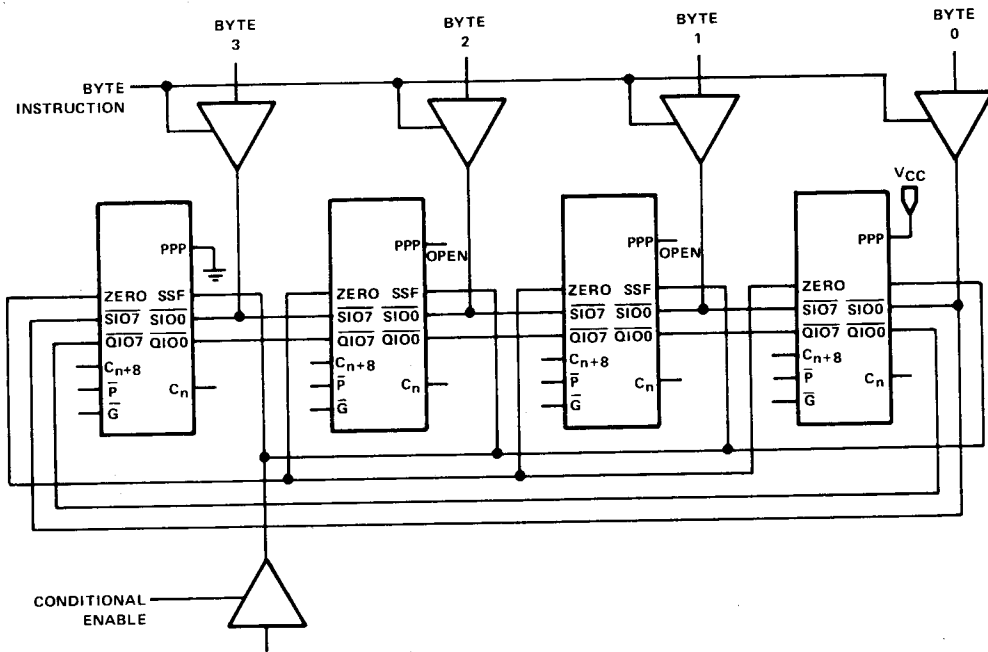 BYTE
3
BYTE
2
BYTE
1
BYTE
0
BYTE
INSTRUCTION
PPP
ZERO SSF
SIO7 SIO0
QIO7 QIO0
Cn+8
P Cn
G
PPP
OPEN
ZERO SSF
SIO7 SIO0
QIO7 QIO0
Cn+8
P Cn
G
PPP
OPEN
ZERO SSF
SIO7 SIO0
QIO7 QIO0
Cn+8
P Cn
G
VCC
PPP
ZERO
SIO7 SIO0
QIO7 QIO0
Cn+8
P Cn
G
CONDITIONAL
ENABLE